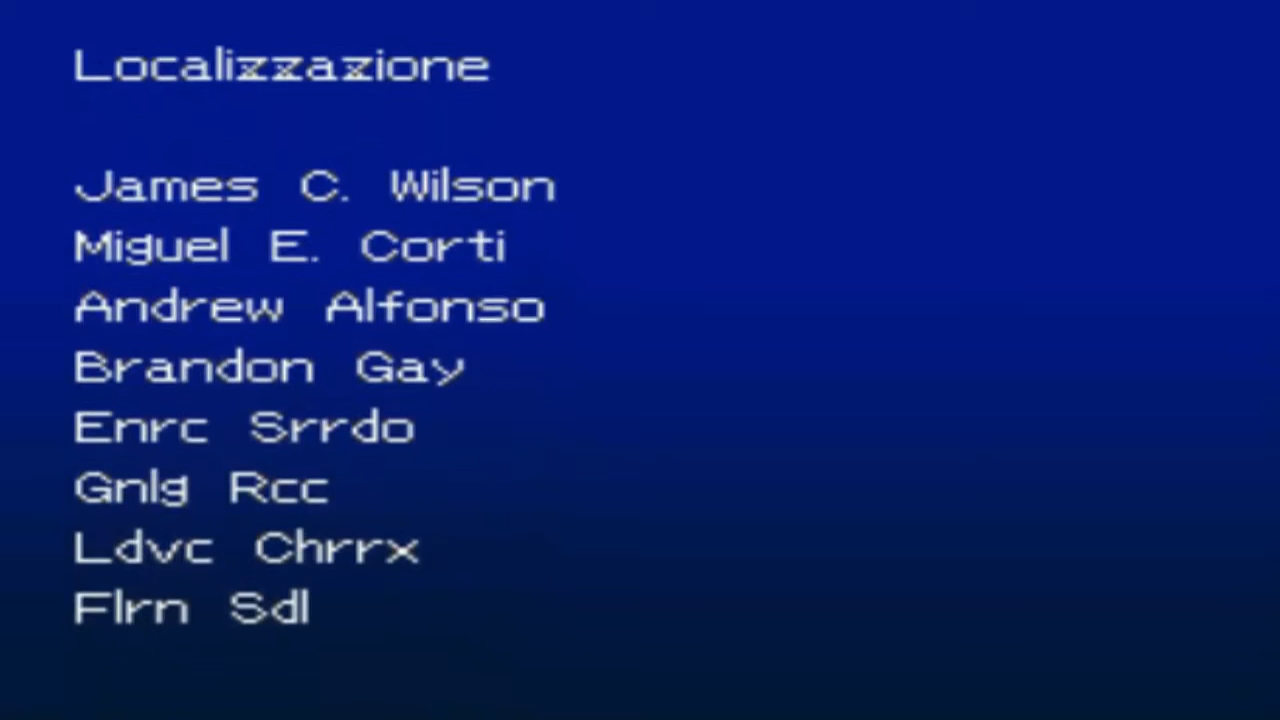 Localizzazione
James C. Wilson
Miguel E. Corti
Andrew Alfonso
Brandon Gay
Enrc Srrdo
Gnlg Rcc
Ldvc Chrrx
Flrn Sdl